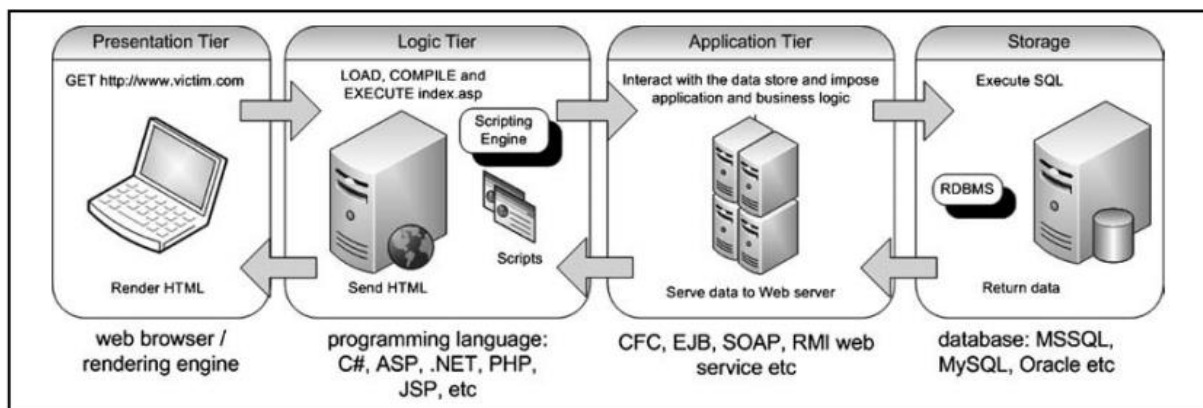 Presentation Tier
GET http://www.victim.com
Render HTML
web browser /
rendering engine
Logic Tier
LOAD, COMPILE and
EXECUTE index.asp
Scripting
Engine
Scripts
Send HTML
programming language:
C#, ASP, .NET, PHP,
JSP, etc
Application Tier
Interact with the data store and impose
application and business logic
Serve data to Web server
CFC, EJB, SOAP, RMI web
service etc
Storage
Execute SQL
RDBMS
Return data
database: MSSQL,
MySQL, Oracle etc